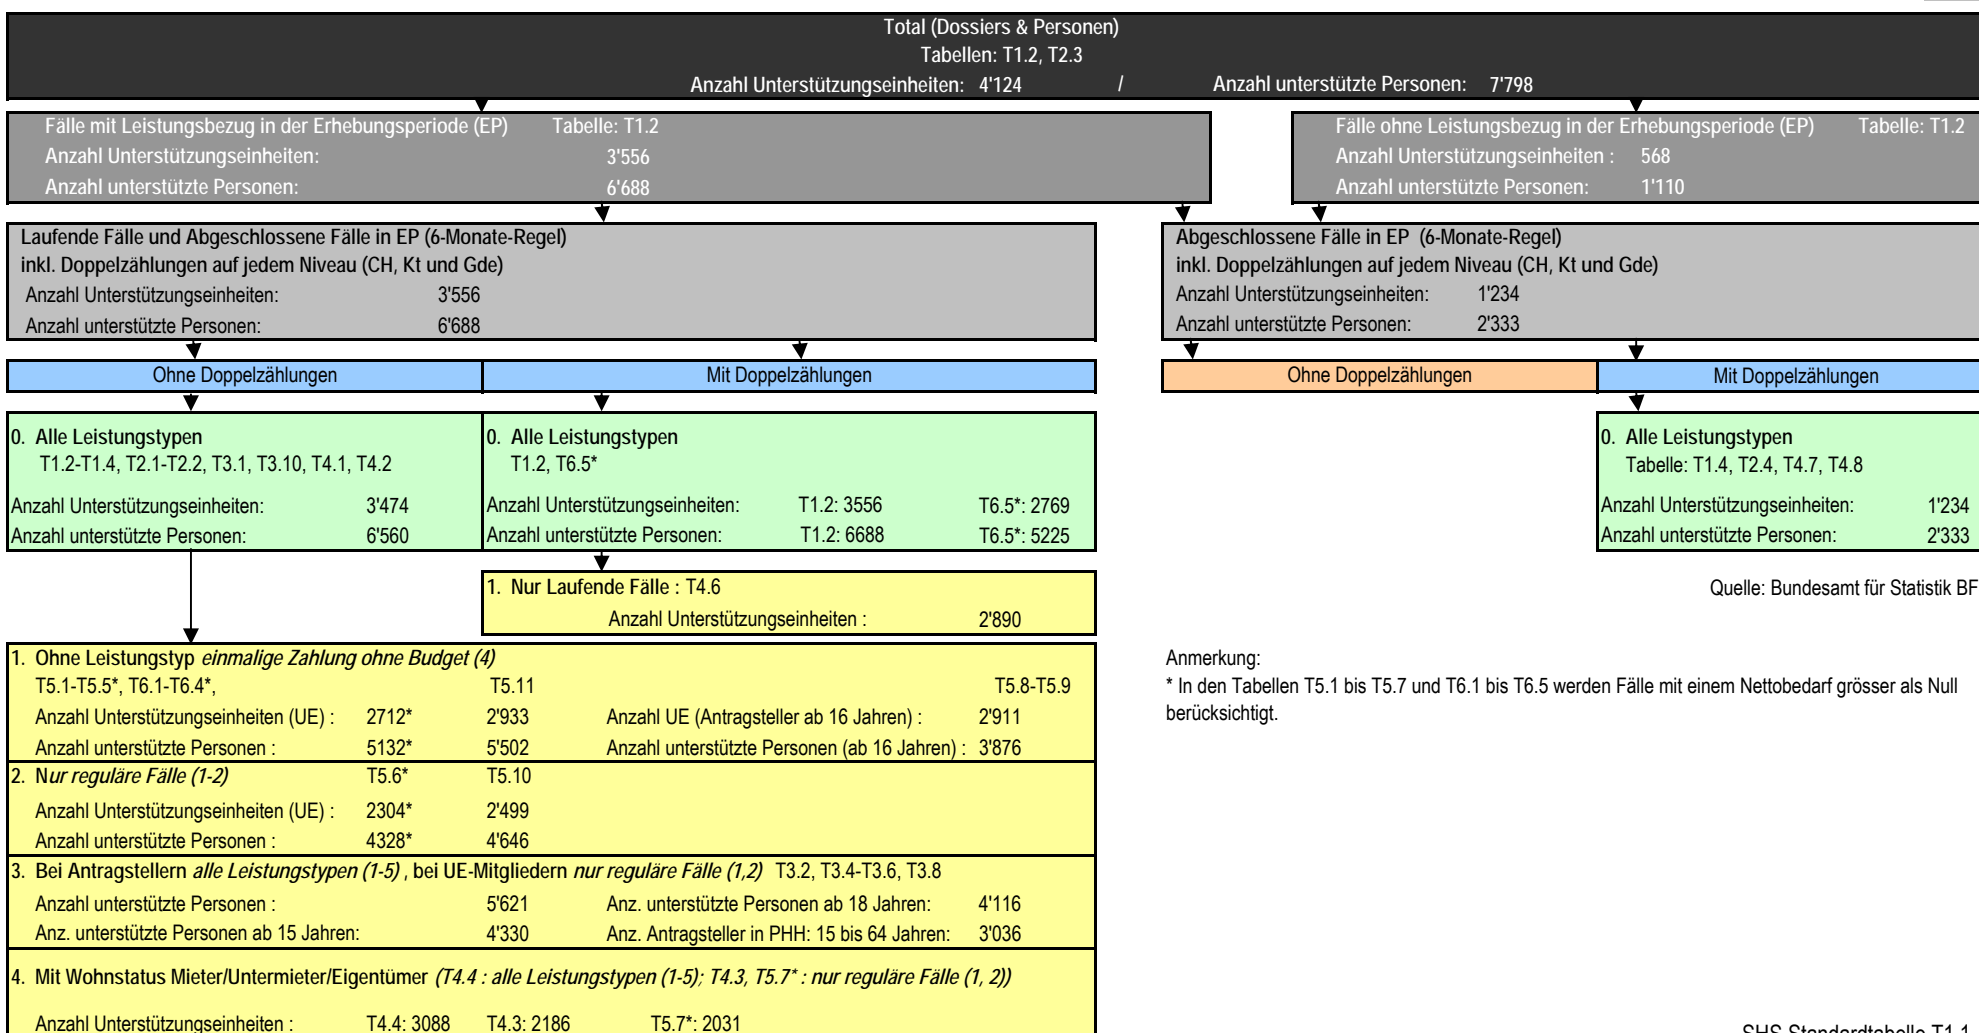 Total (Dossiers & Personen)
Tabellen: T1.2, T2.3
Anzahl Unterstützungseinheiten: 4'124 / Anzahl unterstützte Personen: 7'798
Fälle mit Leistungsbezug in der Erhebungsperiode (EP) Tabelle: T1.2
Anzahl Unterstützungseinheiten: 3'556
Anzahl unterstützte Personen: 6'688
Fälle ohne Leistungsbezug in der Erhebungsperiode (EP) Tabelle: T1.2
Anzahl Unterstützungseinheiten : 568
Anzahl unterstützte Personen: 1'110
Laufende Fälle und Abgeschlossene Fälle in EP (6-Monate-Regel)
inkl. Doppelzählungen auf jedem Niveau (CH, Kt und Gde)
Anzahl Unterstützungseinheiten: 3'556
Anzahl unterstützte Personen: 6'688
Abgeschlossene Fälle in EP (6-Monate-Regel)
inkl. Doppelzählungen auf jedem Niveau (CH, Kt und Gde)
Anzahl Unterstützungseinheiten: 1'234
Anzahl unterstützte Personen: 2'333
Ohne Doppelzählungen
Mit Doppelzählungen
Ohne Doppelzählungen
Mit Doppelzählungen
0. Alle Leistungstypen
T1.2-T1.4, T2.1-T2.2, T3.1, T3.10, T4.1, T4.2
Anzahl Unterstützungseinheiten: 3'474
Anzahl unterstützte Personen: 6'560
0. Alle Leistungstypen
T1.2, T6.5*
Anzahl Unterstützungseinheiten: T1.2: 3556 T6.5*: 2769
Anzahl unterstützte Personen: T1.2: 6688 T6.5*: 5225
0. Alle Leistungstypen
Tabelle: T1.4, T2.4, T4.7, T4.8
Anzahl Unterstützungseinheiten: 1'234
Anzahl unterstützte Personen: 2'333
1. Nur Laufende Fälle : T4.6
Anzahl Unterstützungseinheiten : 2'890
Quelle: Bundesamt für Statistik BF
1. Ohne Leistungstyp einmalige Zahlung ohne Budget (4)
T5.1-T5.5*, T6.1-T6.4*, T5.11 T5.8-T5.9
Anzahl Unterstützungseinheiten (UE) : 2712* 2'933 Anzahl UE (Antragsteller ab 16 Jahren) : 2'911
Anzahl unterstützte Personen : 5132* 5'502 Anzahl unterstützte Personen (ab 16 Jahren) : 3'876
Anmerkung:
* In den Tabellen T5.1 bis T5.7 und T6.1 bis T6.5 werden Fälle mit einem Nettobedarf grösser als Null
berücksichtigt.
2. Nur reguläre Fälle (1-2) T5.6* T5.10
Anzahl Unterstützungseinheiten (UE) : 2304* 2'499
Anzahl unterstützte Personen : 4328* 4'646
3. Bei Antragstellern alle Leistungstypen (1-5) , bei UE-Mitgliedern nur reguläre Fälle (1,2) T3.2, T3.4-T3.6, T3.8
Anzahl unterstützte Personen : 5'621 Anz. unterstützte Personen ab 18 Jahren: 4'116
Anz. unterstützte Personen ab 15 Jahren: 4'330 Anz. Antragsteller in PHH: 15 bis 64 Jahren: 3'036
4. Mit Wohnstatus Mieter/Untermieter/Eigentümer (T4.4 : alle Leistungstypen (1-5); T4.3, T5.7* : nur reguläre Fälle (1, 2))
Anzahl Unterstützungseinheiten : T4.4: 3088 T4.3: 2186 T5.7*: 2031
SHS Standardtabelle T1.1